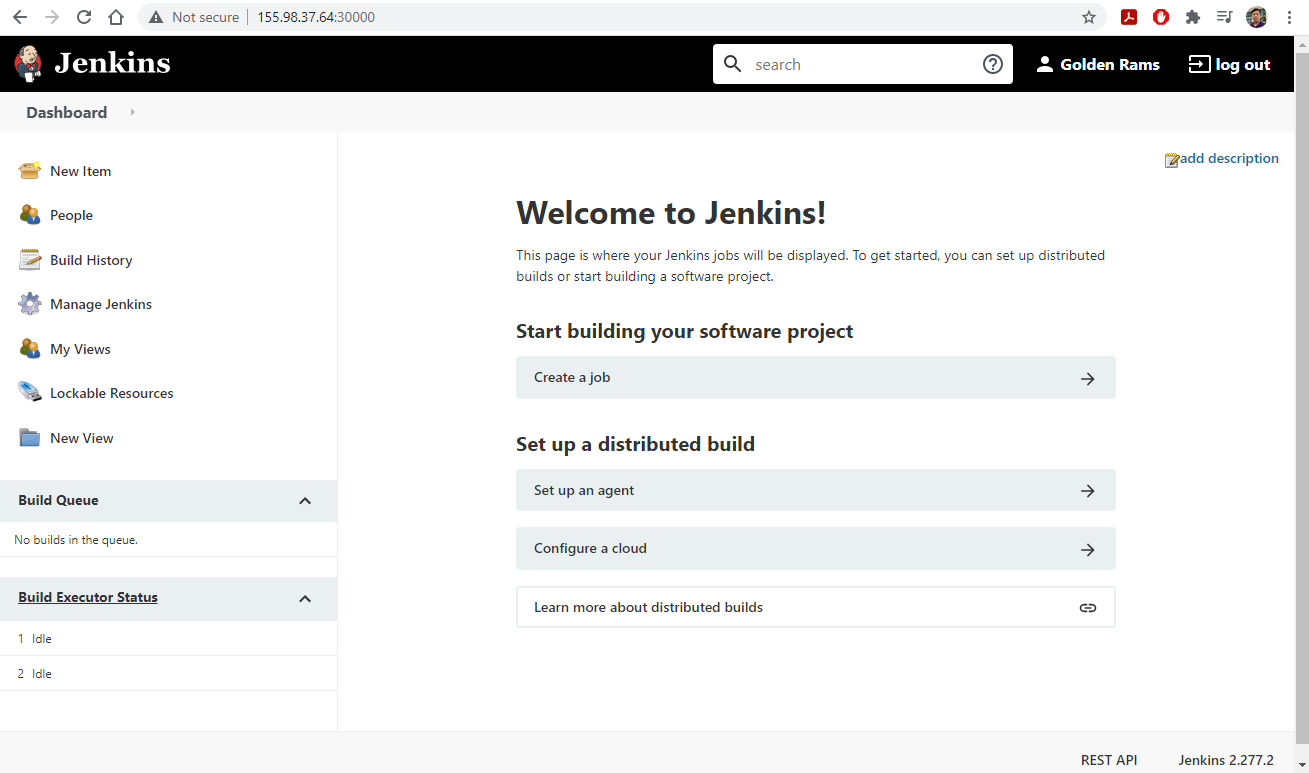 Not secure 155.98.37.64:30000
Jenkins
search
Golden Rams
log out
Dashboard
New Item
People
Build History
Manage Jenkins
My Views
Lockable Resources
New View
Build Queue
No builds in the queue.
Build Executor Status
1 Idle
2 Idle
add description
Welcome to Jenkins!
This page is where your Jenkins jobs will be displayed. To get started, you can set up distributed
builds or start building a software project.
Start building your software project
Create a job
Set up a distributed build
Set up an agent
Configure a cloud
Learn more about distributed builds
REST API
Jenkins 2.277.2